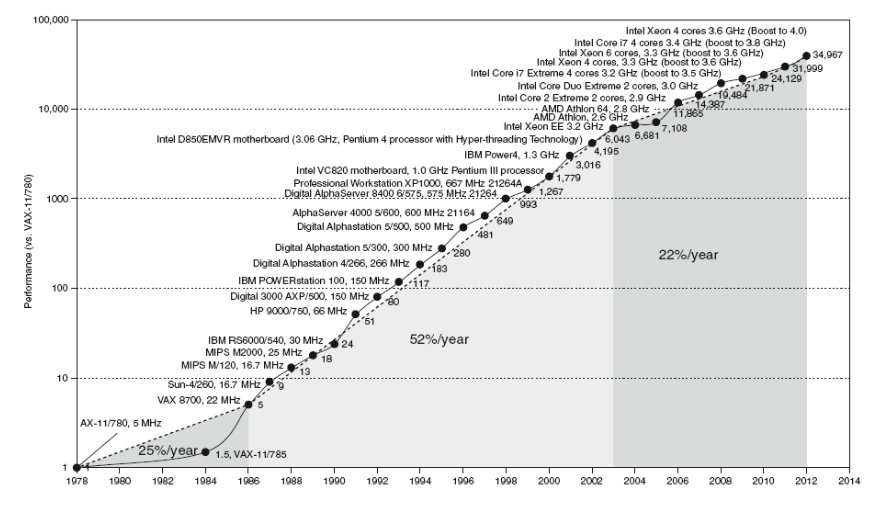 100,000
10,000
1000
100
10
1
Performance (vs. VAX-11/780)
Intel Xeon 4 cores 3.6 GHz (Boost to 4.0)
Intel Core i7 4 cores 3.4 GHz (boost to 3.8 GHz)
Intel Xeon 6 cores, 3.3 GHz (boost to 3.6 GHz)
Intel Xeon 4 cores, 3.3 GHz (boost to 3.6 GHz)
Intel Core i7 Extreme 4 cores 3.2 GHz (boost to 3.5 GHz)
Intel Core Duo Extreme 2 cores, 3.0 GHz
Intel Core 2 Extreme 2 cores, 2.9 GHz
AMD Athlon 64, 2.8 GHz
AMD Athlon, 2.6 GHz
Intel Xeon EE 3.2 GHz
Intel D850EMVR motherboard (3.06 GHz, Pentium 4 processor with Hyper-threading Technology)
IBM Power4, 1.3 GHz
Intel VC820 motherboard, 1.0 GHz Pentium III processor
Professional Workstation XP1000, 667 MHz 21264A
Digital AlphaServer 8400 6/575, 575 MHz 21264
AlphaServer 4000 5/600, 600 MHz 21164
Digital Alphastation 5/500, 500 MHz
Digital Alphastation 5/300, 300 MHz
Digital Alphastation 4/266, 266 MHz
IBM POWERstation 100, 150 MHz
Digital 3000 AXP/500, 150 MHz
HP 9000/750, 66 MHz
IBM RS6000/540, 30 MHz
MIPS M2000, 25 MHz
MIPS M/120, 16.7 MHz
Sun-4/260, 16.7 MHz
VAX 8700, 22 MHz
AX-11/780, 5 MHz
1.5, VAX-11/785
5
9
13
18
24
51
80
117
183
280
481
649
993
1,267
1,779
3,016
4,195
6,043
6,681
7,108
11,865
14,387
19,484
21,871
24,129
31,999
34,967
25%/year
52%/year
22%/year
1978 1980 1982 1984 1986 1988 1990 1992 1994 1996 1998 2000 2002 2004 2006 2008 2010 2012 2014